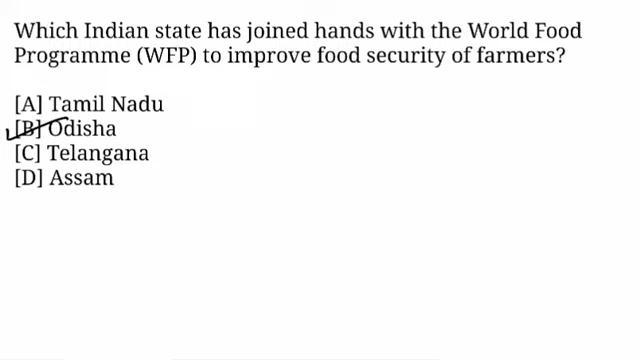 Which Indian state has joined hands with the World Food
Programme (WFP) to improve food security of farmers?
[A] Tamil Nadu
[B] Odisha
[C] Telangana
[D] Assam